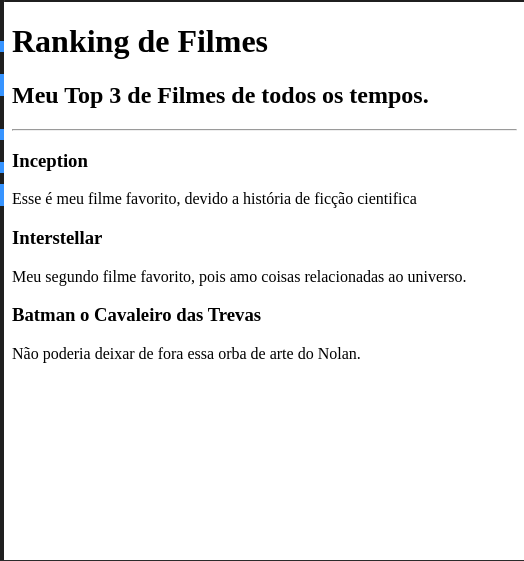 Ranking de Filmes
Meu Top 3 de Filmes de todos os tempos.
Inception
Esse é meu filme favorito, devido a história de ficção cientifica
Interstellar
Meu segundo filme favorito, pois amo coisas relacionadas ao universo.
Batman o Cavaleiro das Trevas
Não poderia deixar de fora essa orba de arte do Nolan.